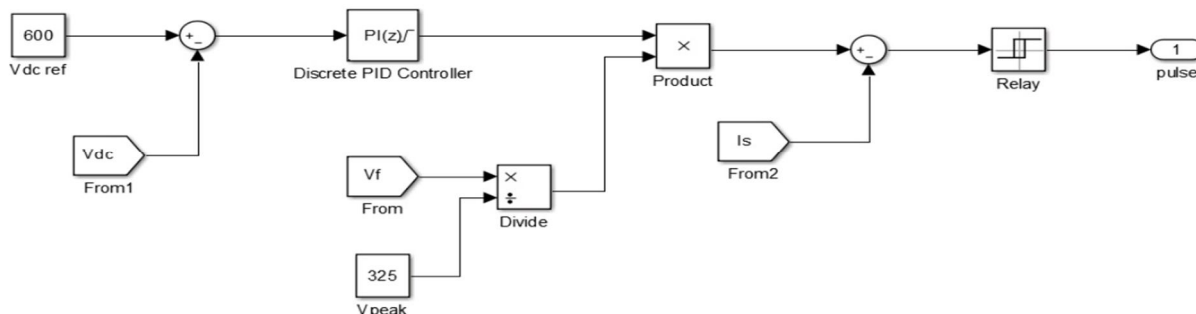 600
Vdc ref
+
−
PI(z)
Discrete PID Controller
×
Product
+
−
Relay
1
pulse
Vdc
From1
Vf
From
×
÷
Divide
Is
From2
325
Vpeak